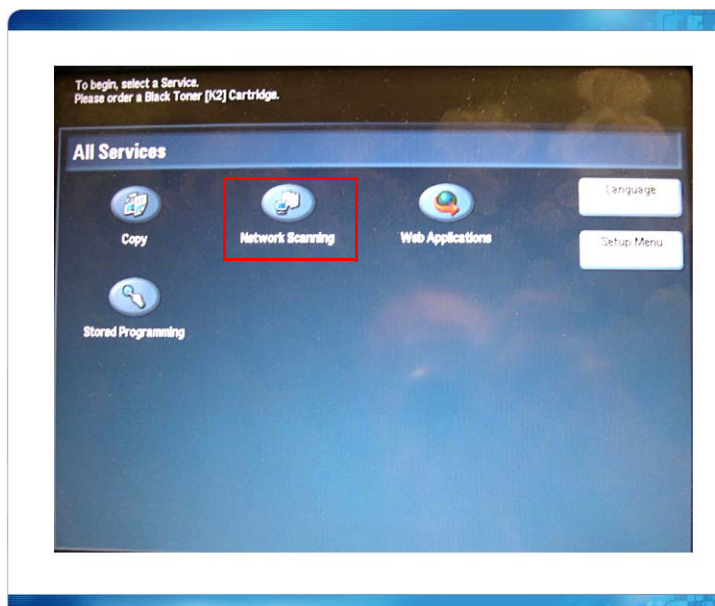 To begin, select a Service.
Please order a Black Toner [K2] Cartridge.
All Services
Copy
Network Scanning
Web Applications
Language
Setup Menu
Stored Programming